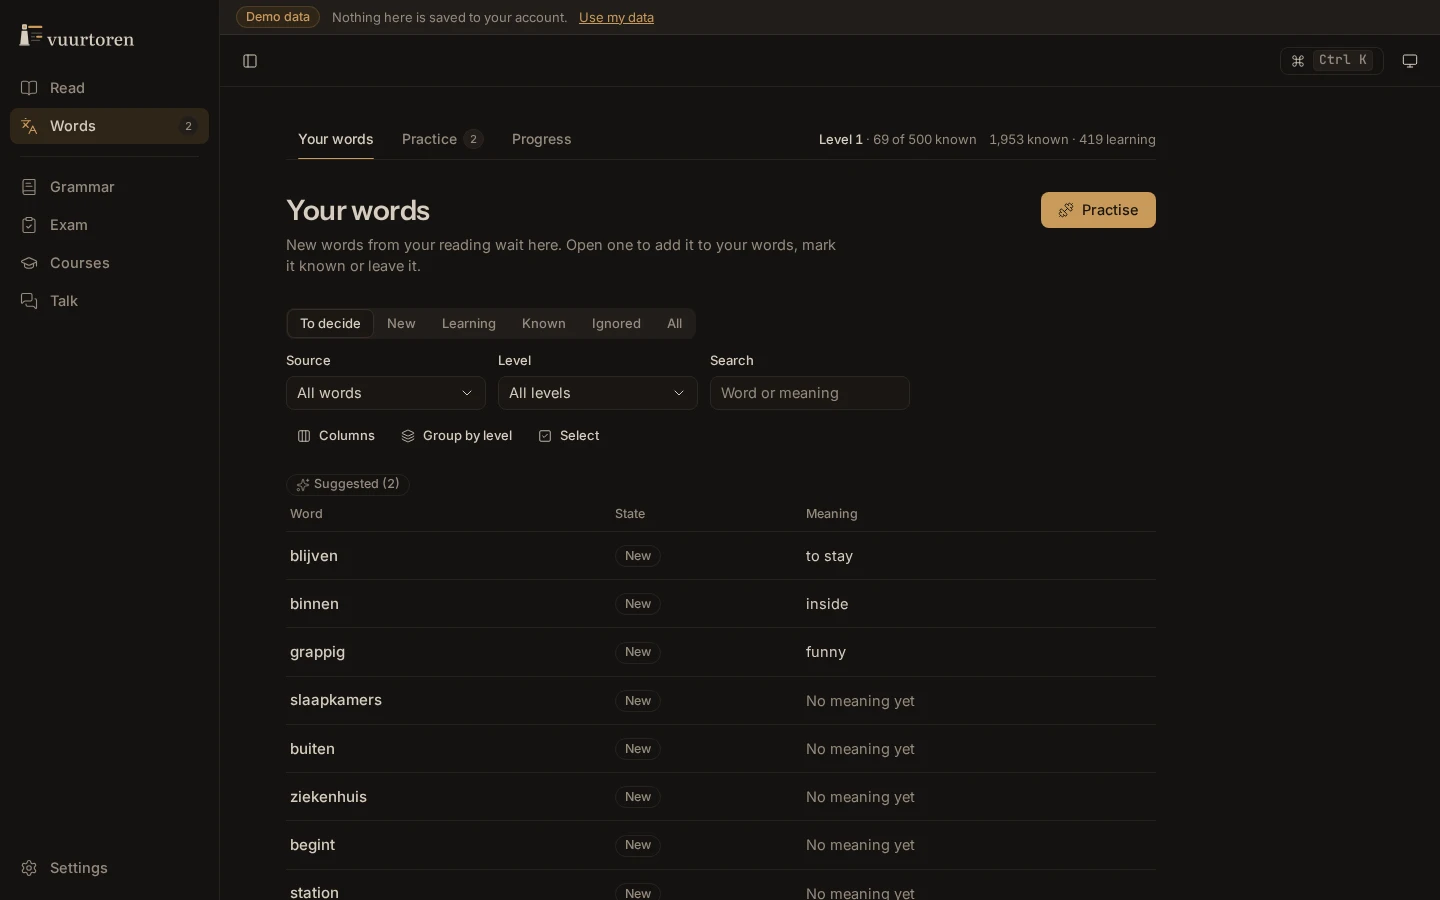 vuurtoren
Read
Words 2
Grammar
Exam
Courses
Talk
Settings
Demo data Nothing here is saved to your account. Use my data
Ctrl K
Your words Practice 2 Progress Level 1 · 69 of 500 known 1,953 known · 419 learning
Your words
Practise
New words from your reading wait here. Open one to add it to your words, mark
it known or leave it.
To decide New Learning Known Ignored All
Source Level Search
All words All levels Word or meaning
Columns Group by level Select
Suggested (2)
Word State Meaning
blijven New to stay
binnen New inside
grappig New funny
slaapkamers New No meaning yet
buiten New No meaning yet
ziekenhuis New No meaning yet
begint New No meaning yet
station New No meaning yet